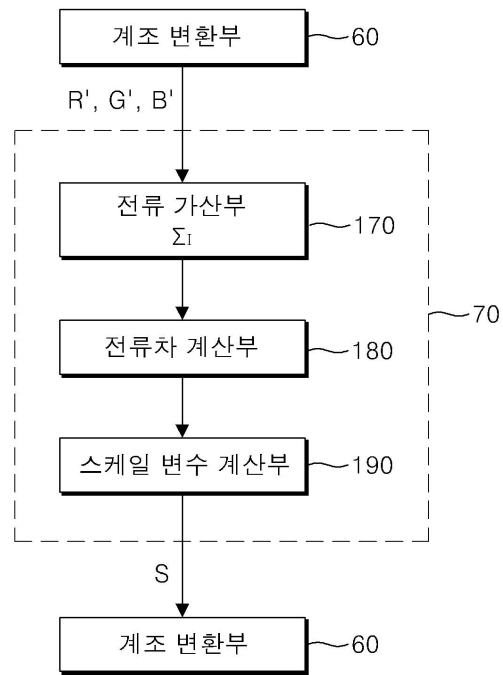 계조 변환부 60
R', G', B'
전류 가산부
ΣI 170
70
전류차 계산부 180
스케일 변수 계산부 190
S
계조 변환부 60